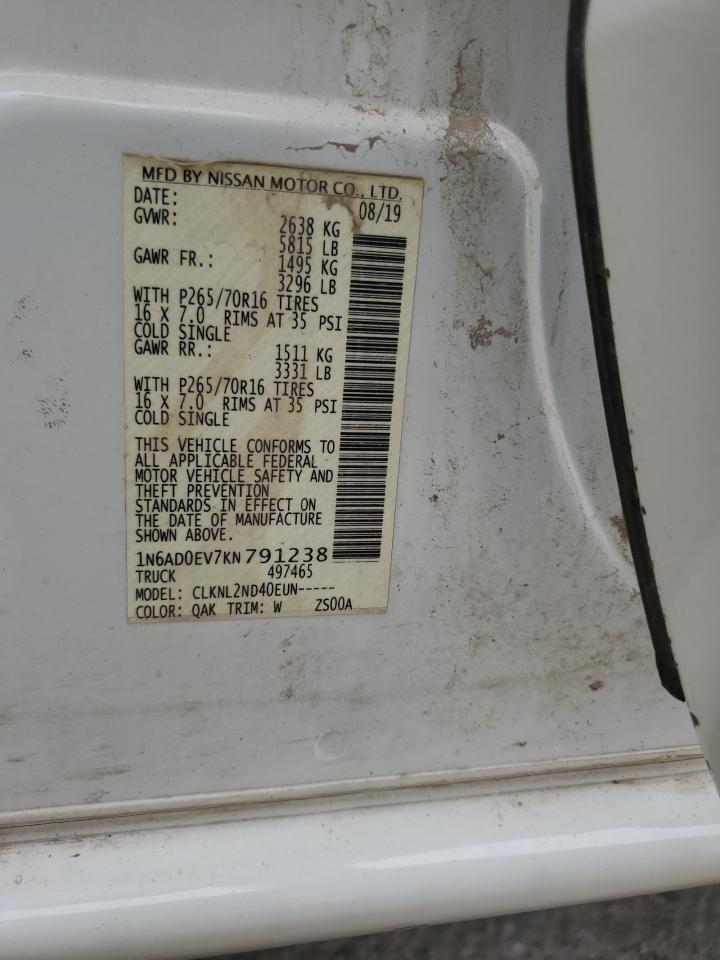 MFD BY NISSAN MOTOR CO., LTD.
DATE: 08/19
GVWR: 2638 KG
5815 LB
GAWR FR.: 1495 KG
3296 LB
WITH P265/70R16 TIRES
16 X 7.0 RIMS AT 35 PSI
COLD SINGLE
GAWR RR.: 1511 KG
3331 LB
WITH P265/70R16 TIRES
16 X 7.0 RIMS AT 35 PSI
COLD SINGLE
THIS VEHICLE CONFORMS TO
ALL APPLICABLE FEDERAL
MOTOR VEHICLE SAFETY AND
THEFT PREVENTION
STANDARDS IN EFFECT ON
THE DATE OF MANUFACTURE
SHOWN ABOVE.
1N6AD0EV7KN791238
TRUCK 497465
MODEL: CLKNL2ND40EUN-----
COLOR: QAK TRIM: W ZS00A